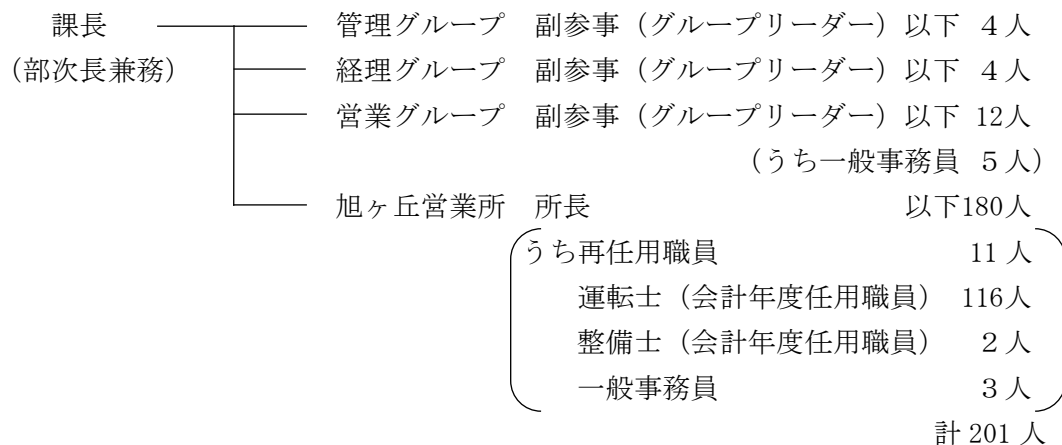 課長 管理グループ 副参事（グループリーダー）以下 4人
（部次長兼務） 経理グループ 副参事（グループリーダー）以下 4人
営業グループ 副参事（グループリーダー）以下 12人
（うち一般事務員 5人）
旭ヶ丘営業所 所長 以下180人
うち再任用職員 11人
運転士（会計年度任用職員） 116人
整備士（会計年度任用職員） 2人
一般事務員 3人
計 201人